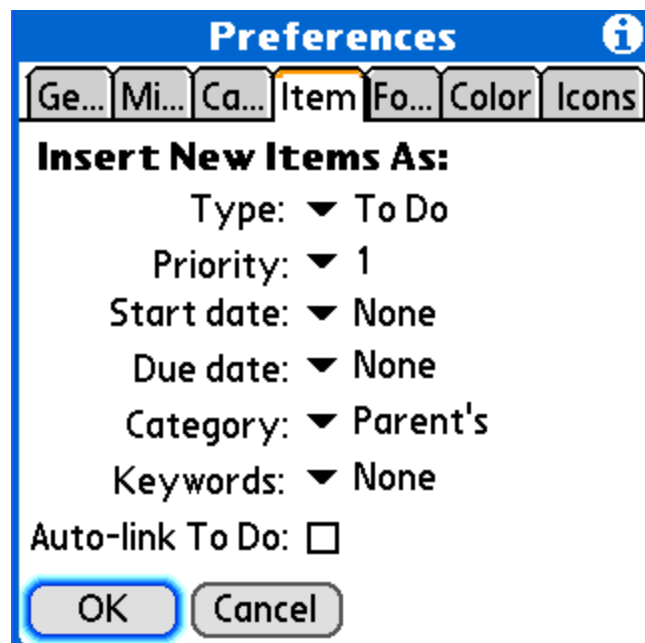 Preferences
Ge... Mi... Ca... Item Fo... Color Icons
Insert New Items As:
Type: To Do
Priority: 1
Start date: None
Due date: None
Category: Parent's
Keywords: None
Auto-link To Do:
OK Cancel